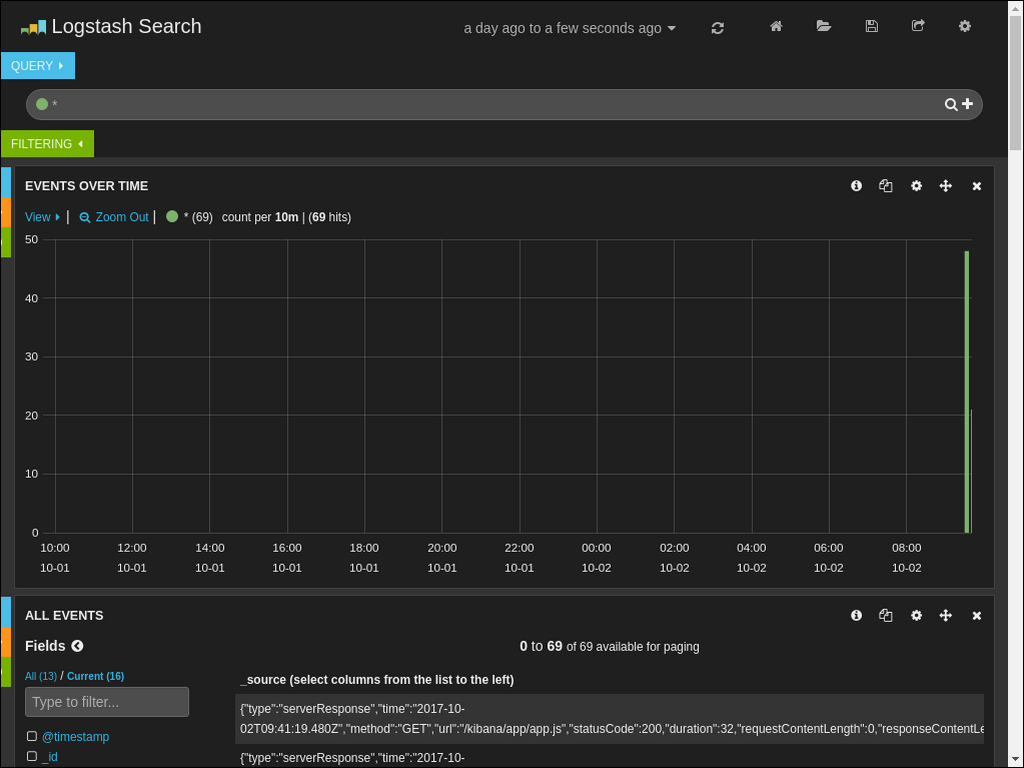 Logstash Search
a day ago to a few seconds ago
QUERY
*
FILTERING
EVENTS OVER TIME
View | Zoom Out | * (69) count per 10m | (69 hits)
50
40
30
20
10
0
10:00 12:00 14:00 16:00 18:00 20:00 22:00 00:00 02:00 04:00 06:00 08:00
10-01 10-01 10-01 10-01 10-01 10-01 10-01 10-02 10-02 10-02 10-02 10-02
ALL EVENTS
Fields
0 to 69 of 69 available for paging
All (13) / Current (16)
Type to filter...
@timestamp
_id
_source (select columns from the list to the left)
{"type":"serverResponse","time":"2017-10-
02T09:41:19.480Z","method":"GET","url":"/kibana/app/app.js","statusCode":200,"duration":32,"requestContentLength":0,"responseContentLe
{"type":"serverResponse","time":"2017-10-